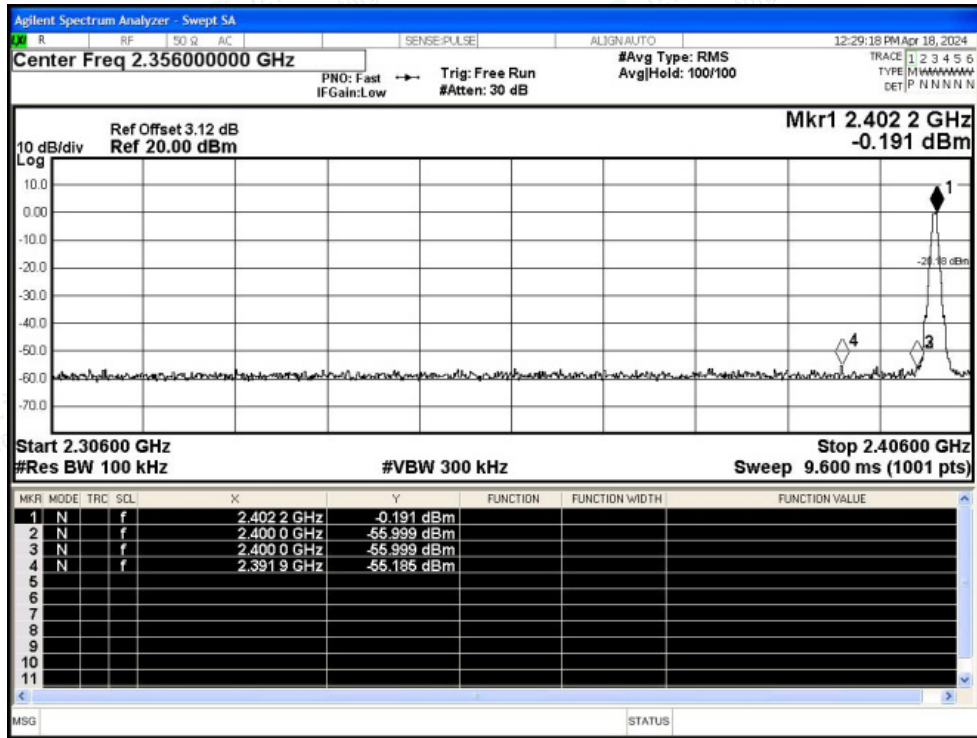 Agilent Spectrum Analyzer - Swept SA
R RF 50 Ω AC SENSE:PULSE ALIGNAUTO 12:29:18 PM Apr 18, 2024
Center Freq 2.356000000 GHz
PNO: Fast
IFGain:Low
Trig: Free Run
#Atten: 30 dB
#Avg Type: RMS
Avg|Hold: 100/100
TRACE 1 2 3 4 5 6
TYPE M
DET P N N N N N
Mkr1 2.402 2 GHz
-0.191 dBm
Ref Offset 3.12 dB
10 dB/div Ref 20.00 dBm
Log
10.0
0.00
-10.0
-20.0
-30.0
-40.0
-50.0
-60.0
-70.0
1
4
3
Start 2.30600 GHz Stop 2.40600 GHz
#Res BW 100 kHz #VBW 300 kHz Sweep 9.600 ms (1001 pts)
MKR MODE TRC SCL X Y FUNCTION FUNCTION WIDTH FUNCTION VALUE
1 N f 2.402 2 GHz -0.191 dBm
2 N f 2.400 0 GHz -55.999 dBm
3 N f 2.400 0 GHz -55.999 dBm
4 N f 2.391 9 GHz -55.185 dBm
5
6
7
8
9
10
11
MSG STATUS